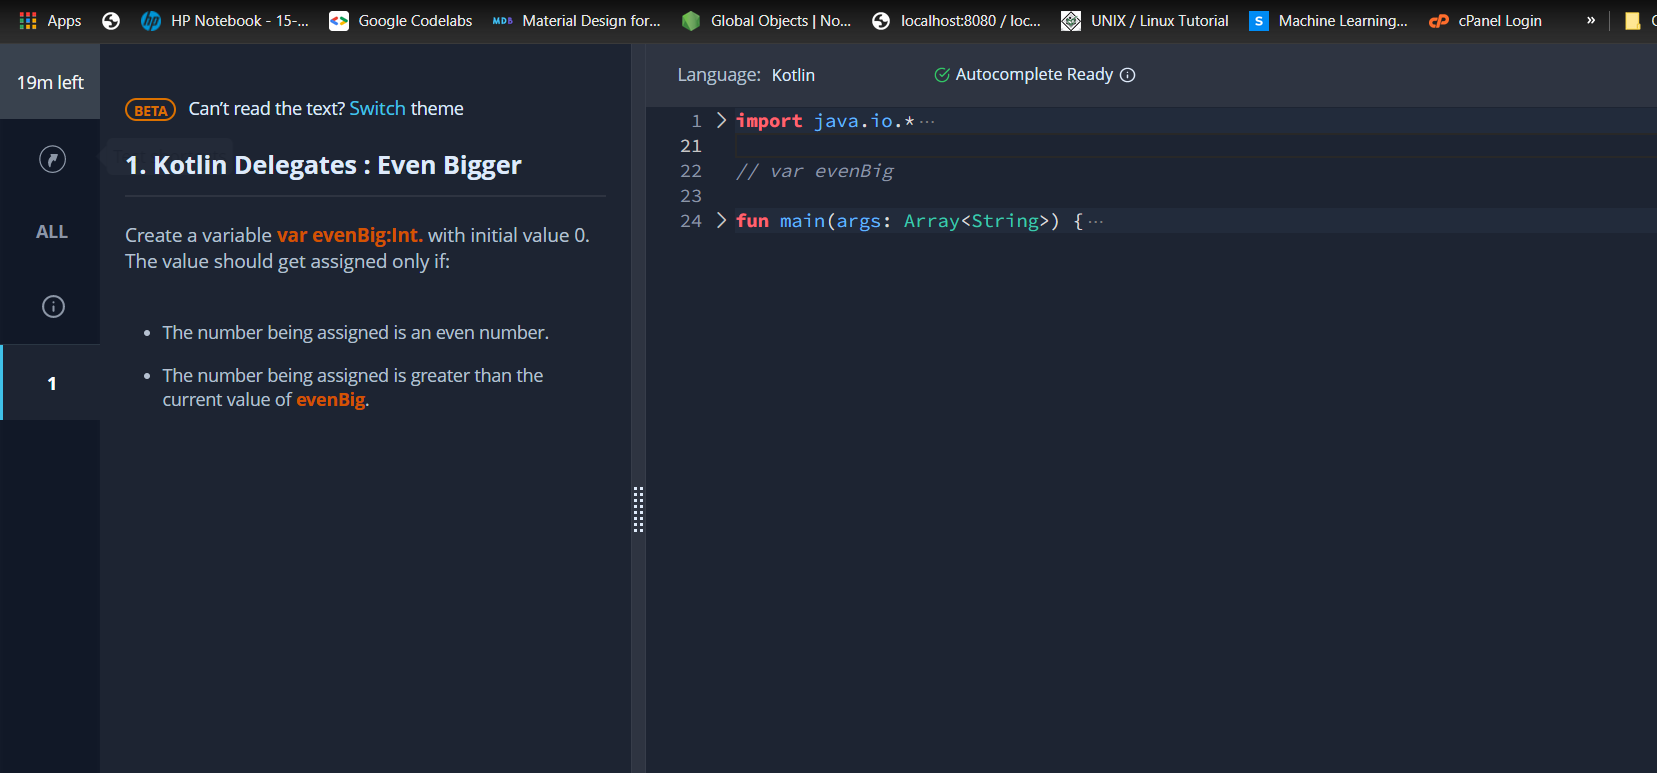 Apps HP Notebook - 15-... Google Codelabs MDB Material Design for... Global Objects | No... localhost:8080 / loc... UNIX / Linux Tutorial S Machine Learning... cP cPanel Login »
19m left
Language: Kotlin Autocomplete Ready
BETA Can't read the text? Switch theme
1. Kotlin Delegates : Even Bigger
ALL
1
Create a variable var evenBig:Int. with initial value 0.
The value should get assigned only if:
• The number being assigned is an even number.
• The number being assigned is greater than the
current value of evenBig.
1 import java.io.* ...
21
22 // var evenBig
23
24 fun main(args: Array<String>) { ...